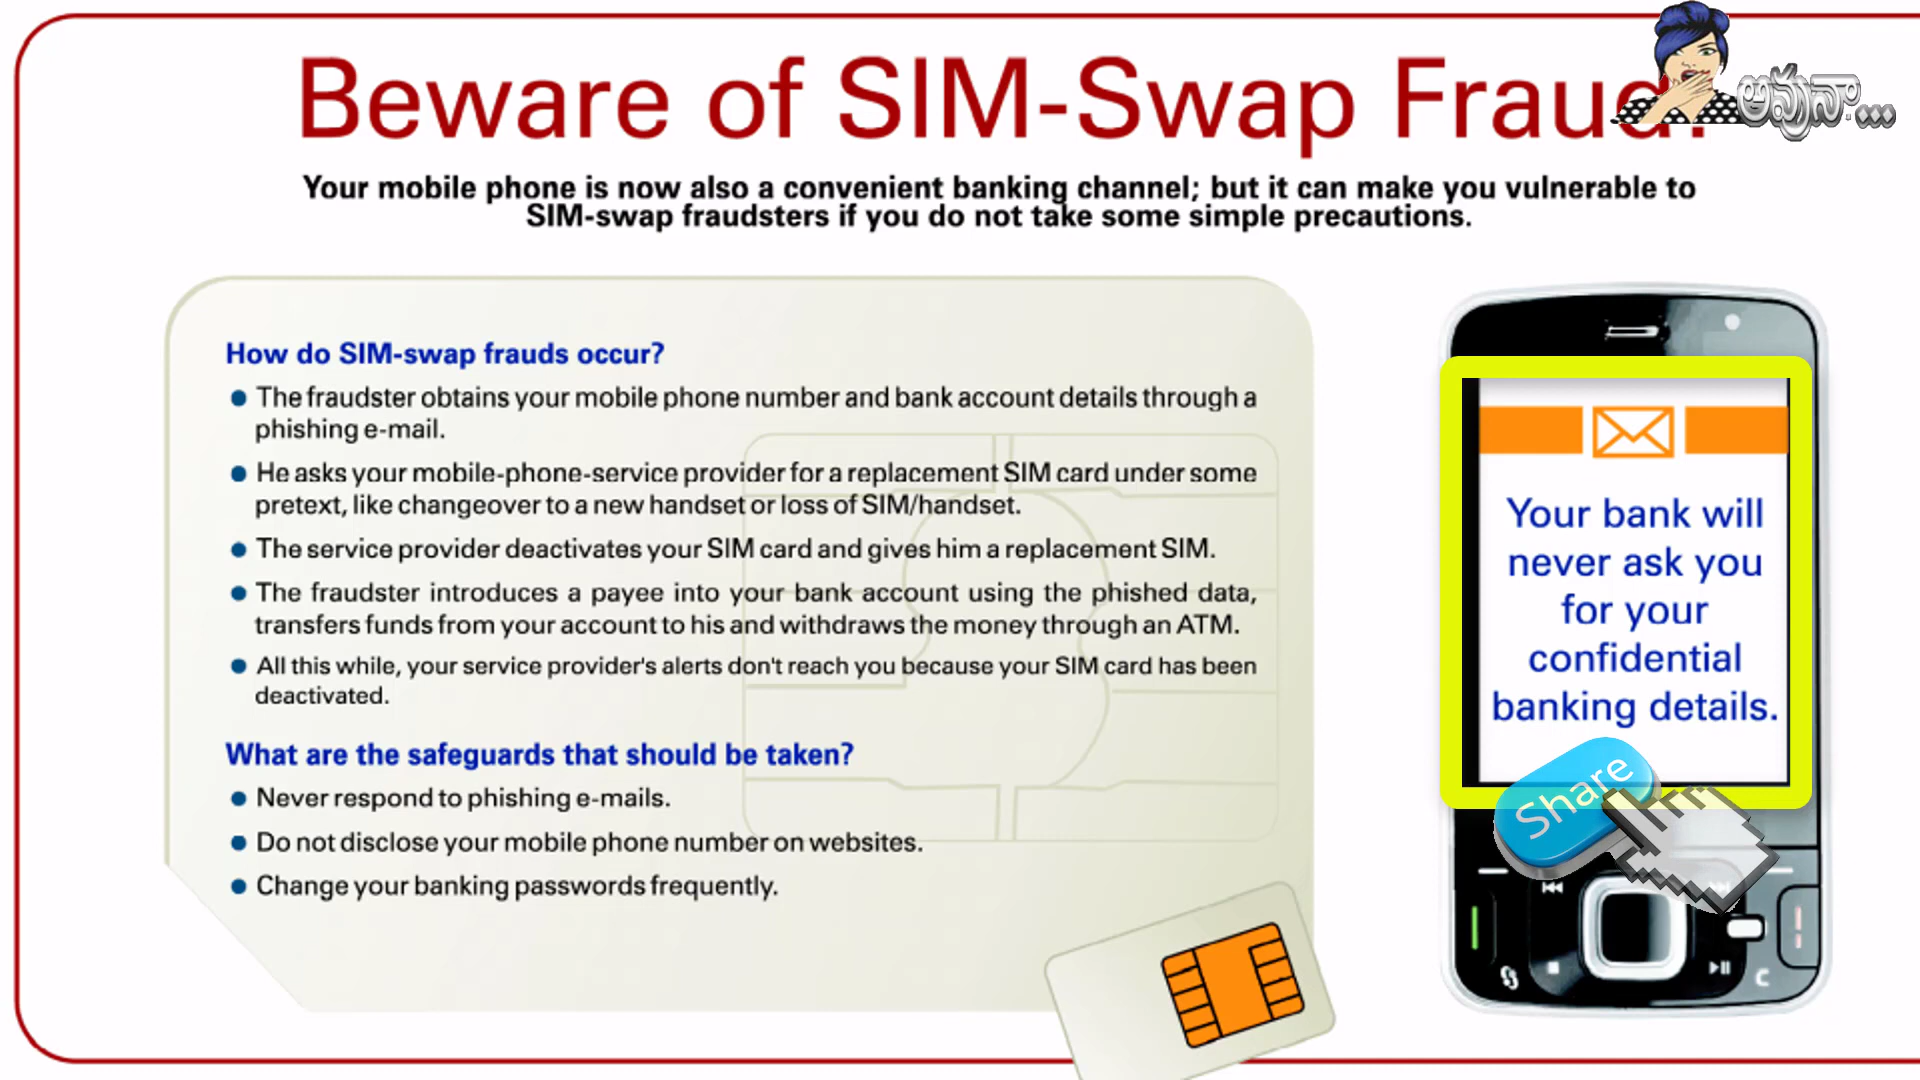 Beware of SIM-Swap Fraud!
అవునా...
Your mobile phone is now also a convenient banking channel; but it can make you vulnerable to
SIM-swap fraudsters if you do not take some simple precautions.
How do SIM-swap frauds occur?
The fraudster obtains your mobile phone number and bank account details through a
phishing e-mail.
He asks your mobile-phone-service provider for a replacement SIM card under some
pretext, like changeover to a new handset or loss of SIM/handset.
The service provider deactivates your SIM card and gives him a replacement SIM.
The fraudster introduces a payee into your bank account using the phished data,
transfers funds from your account to his and withdraws the money through an ATM.
All this while, your service provider's alerts don't reach you because your SIM card has been
deactivated.
What are the safeguards that should be taken?
Never respond to phishing e-mails.
Do not disclose your mobile phone number on websites.
Change your banking passwords frequently.
Your bank will
never ask you
for your
confidential
banking details.
Share
C